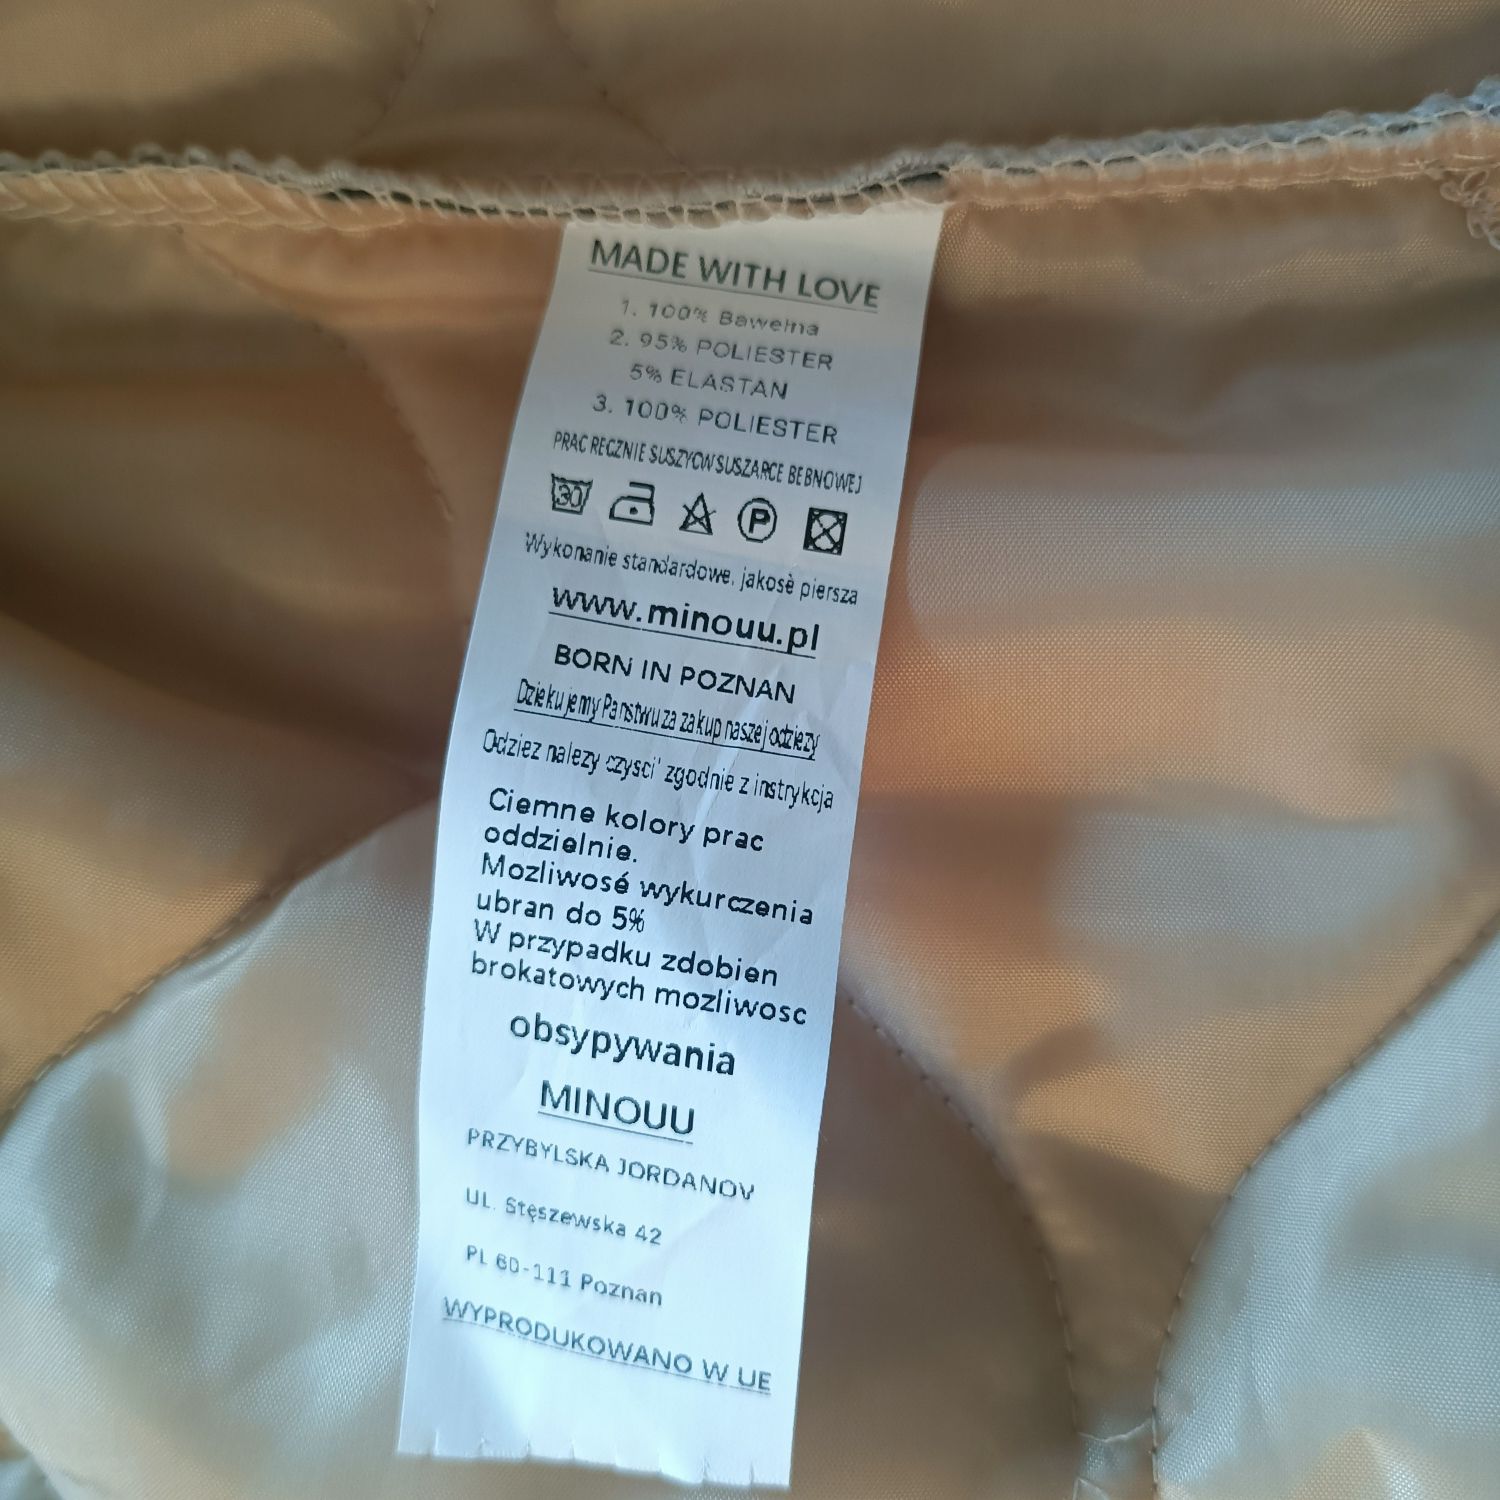 MADE WITH LOVE
1. 100% Bawełna
2. 95% POLIESTER
5% ELASTAN
3. 100% POLIESTER
PRAC RECZNIE SUSZYCW SUSZARCE BEBNOWEJ
30
P
Wykonanie standardowe, jakosè piersza
www.minouu.pl
BORN IN POZNAN
Dziekujemy Panstwu za zakup naszej odziezy
Odziez nalezy czysci' zgodnie z instrykcja
Ciemne kolory prac
oddzielnie.
Mozliwosé wykurczenia
ubran do 5%
W przypadku zdobien
brokatowych mozliwosc
obsypywania
MINOUU
PRZYBYLSKA JORDANOV
UL. Stęszewska 42
PL 60-111 Poznan
WYPRODUKOWANO W UE